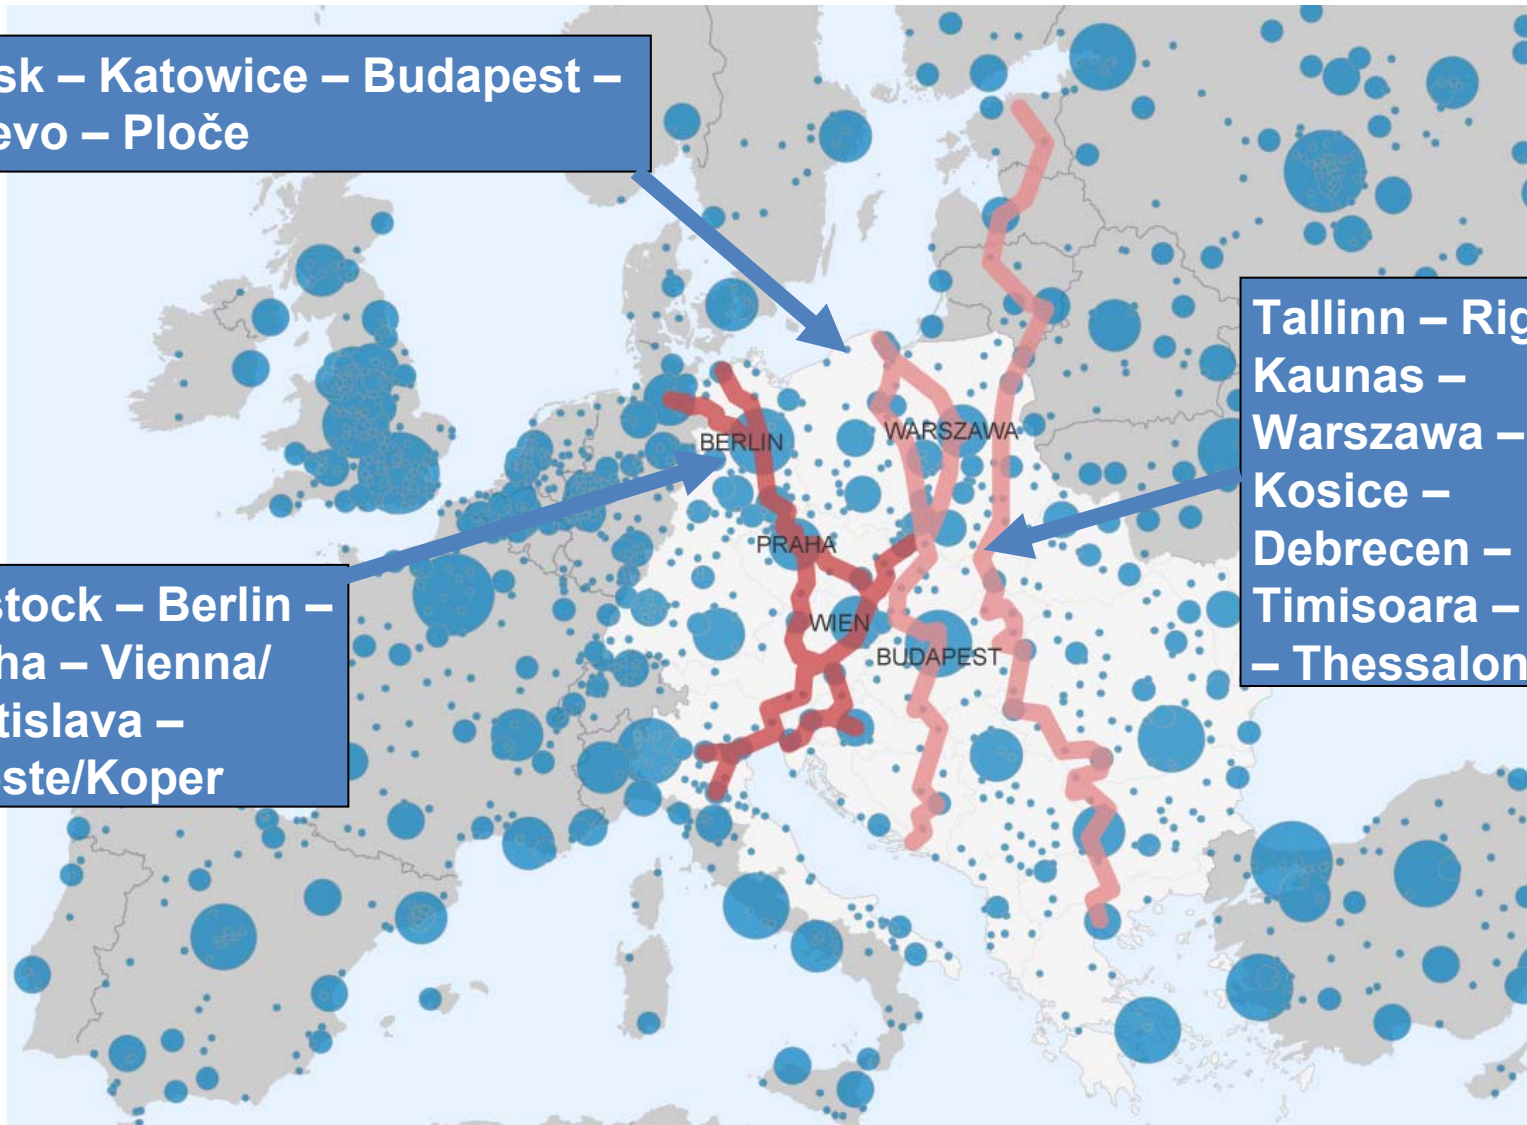 sk – Katowice – Budapest –
evo – Ploče
Tallinn – Rig
Kaunas –
Warszawa –
Kosice –
Debrecen –
Timisoara –
– Thessalon
BERLIN
WARSZAWA
PRAHA
WIEN
BUDAPEST
stock – Berlin –
ha – Vienna/
tislava –
este/Koper